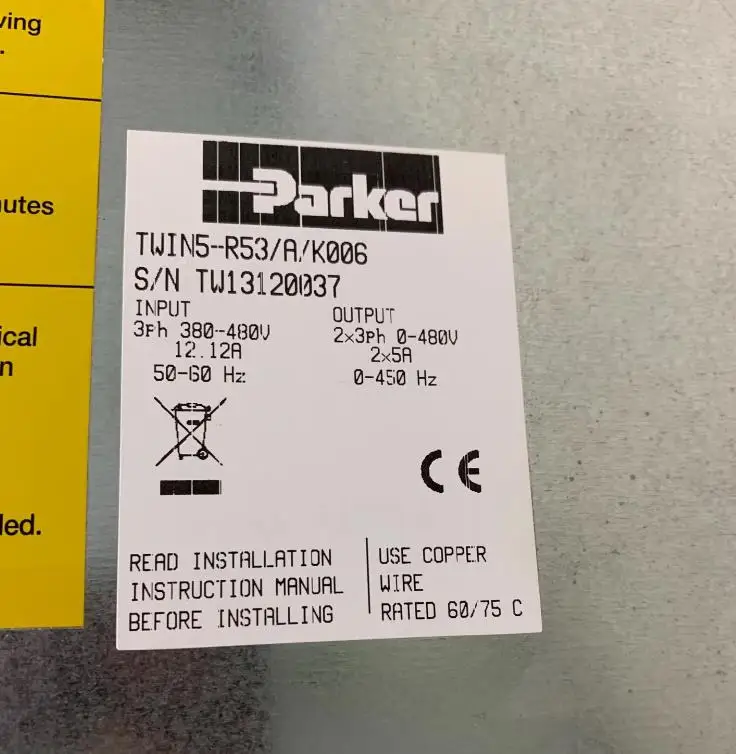 ving
.
nutes
ical
n
led.
Parker
TWIN5-R53/A/K006
S/N TW13120037
INPUT
3Ph 380-480V
12.12A
50-60 Hz
OUTPUT
2x3Ph 0-480V
2x5A
0-450 Hz
CE
READ INSTALLATION
INSTRUCTION MANUAL
BEFORE INSTALLING
USE COPPER
WIRE
RATED 60/75 C